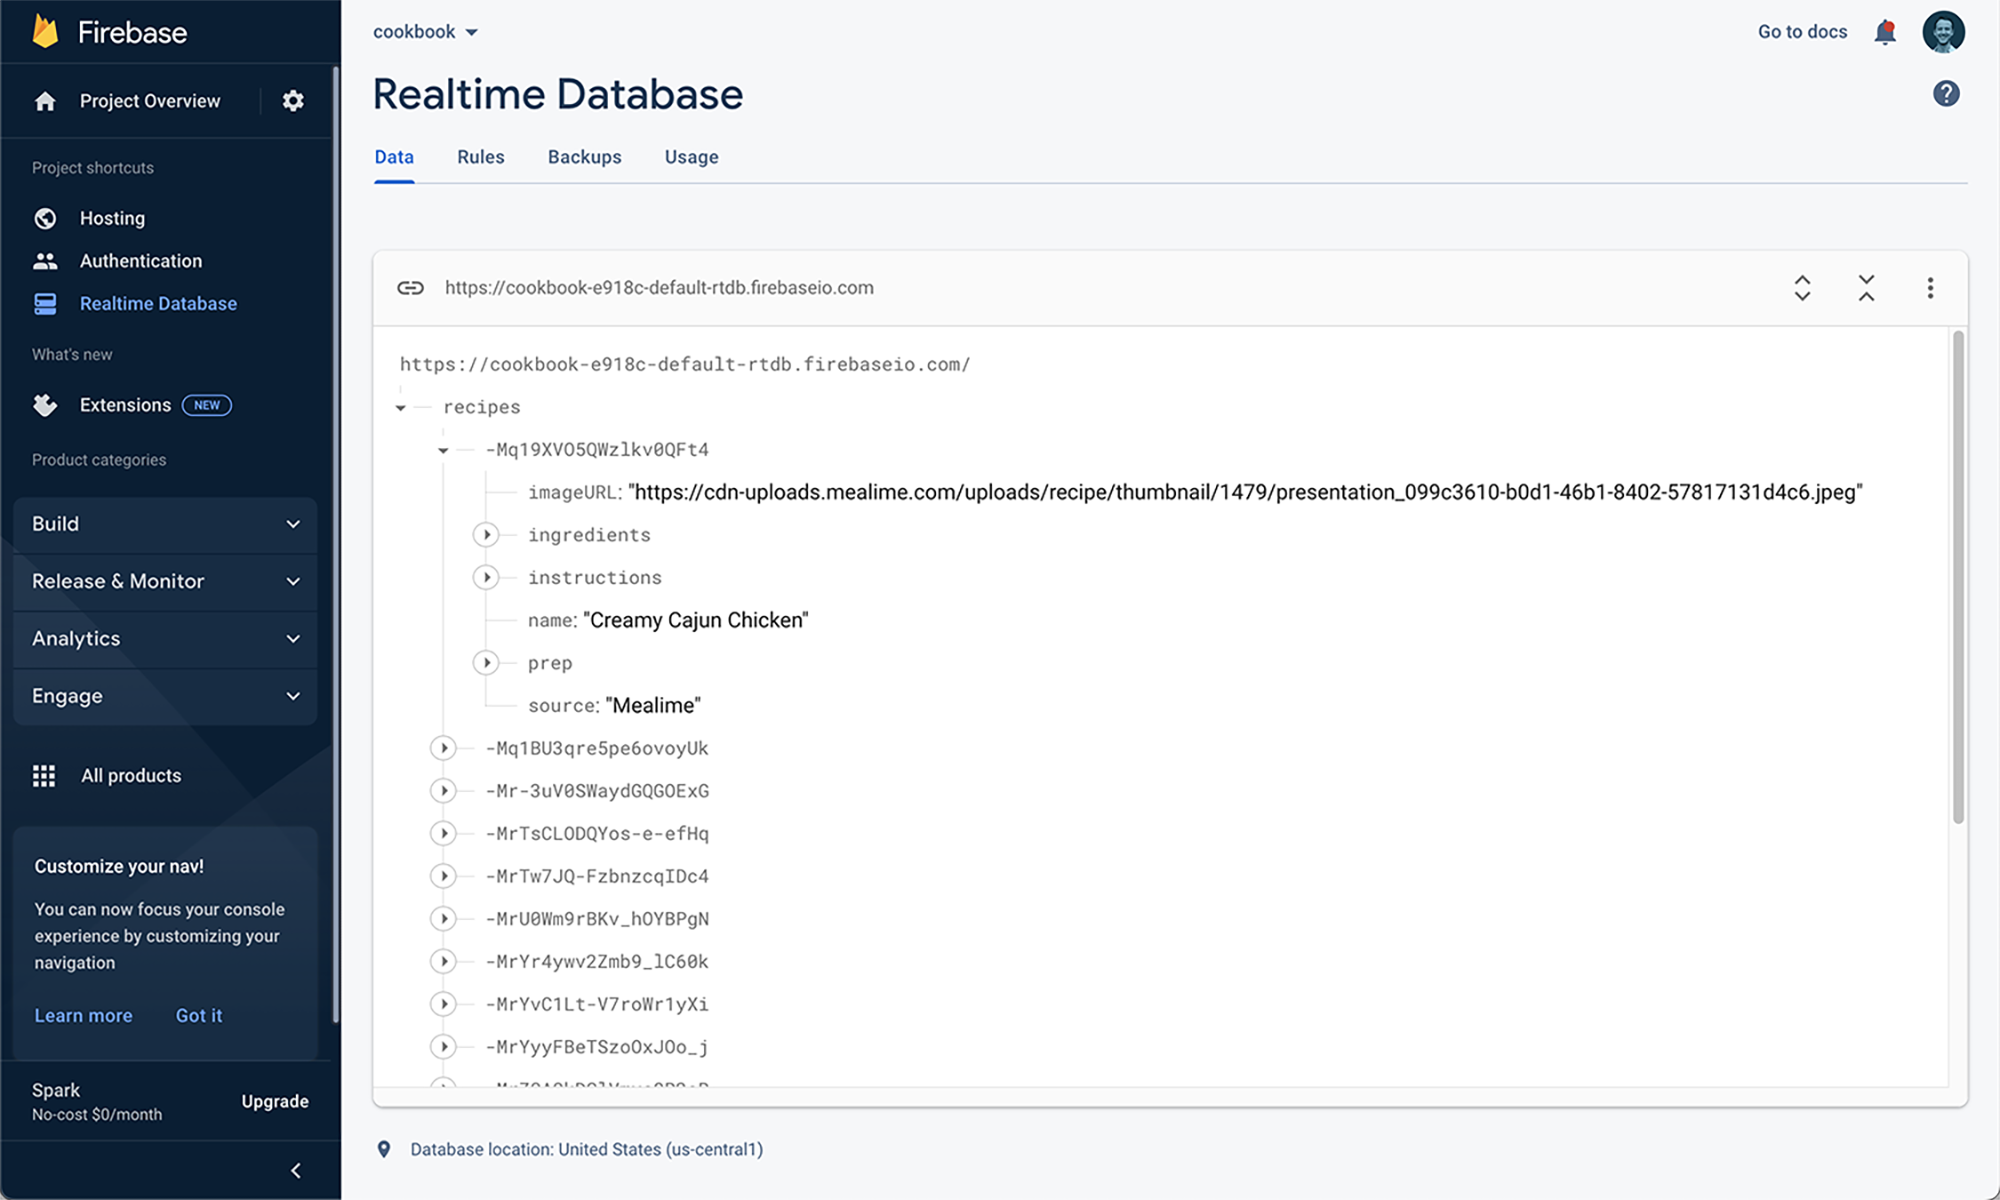 Firebase
Project Overview
Project shortcuts
Hosting
Authentication
Realtime Database
What's new
Extensions NEW
Product categories
Build
Release & Monitor
Analytics
Engage
All products
Customize your nav!
You can now focus your console
experience by customizing your
navigation
Learn more Got it
Spark
No-cost $0/month
Upgrade
cookbook
Go to docs
Realtime Database
Data Rules Backups Usage
https://cookbook-e918c-default-rtdb.firebaseio.com
https://cookbook-e918c-default-rtdb.firebaseio.com/
recipes
-Mq19XVO5QWzlkv0QFt4
imageURL: "https://cdn-uploads.mealime.com/uploads/recipe/thumbnail/1479/presentation_099c3610-b0d1-46b1-8402-57817131d4c6.jpeg"
ingredients
instructions
name: "Creamy Cajun Chicken"
prep
source: "Mealime"
-Mq1BU3qre5pe6ovoyUk
-Mr-3uV0SWaydGQGOExG
-MrTsCLODQYos-e-efHq
-MrTw7JQ-FzbnzcqIDc4
-MrU0Wm9rBKv_hOYBPgN
-MrYr4ywv2Zmb9_lC60k
-MrYvC1Lt-V7roWr1yXi
-MrYyyFBeTSzoOxJOo_j
Database location: United States (us-central1)